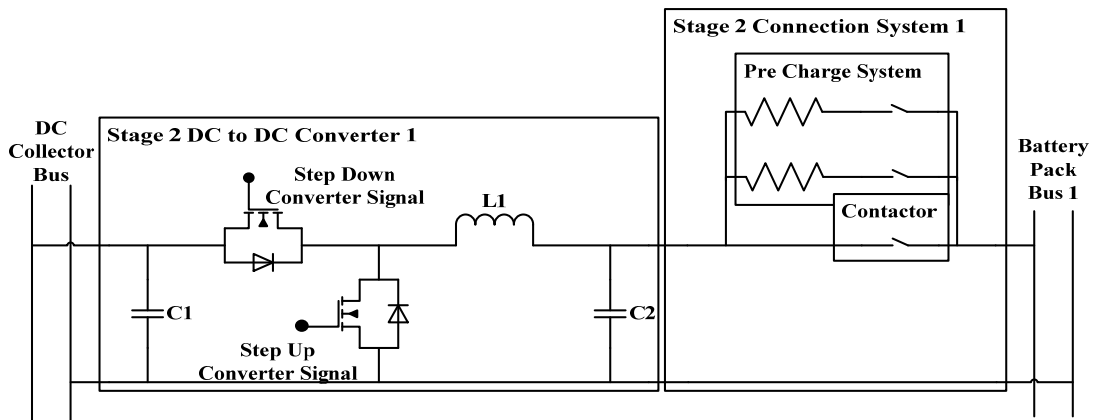 Stage 2 Connection System 1
Pre Charge System
DC
Collector
Bus
Stage 2 DC to DC Converter 1
Step Down
Converter Signal
L1
Contactor
Battery
Pack
Bus 1
C1
C2
Step Up
Converter Signal